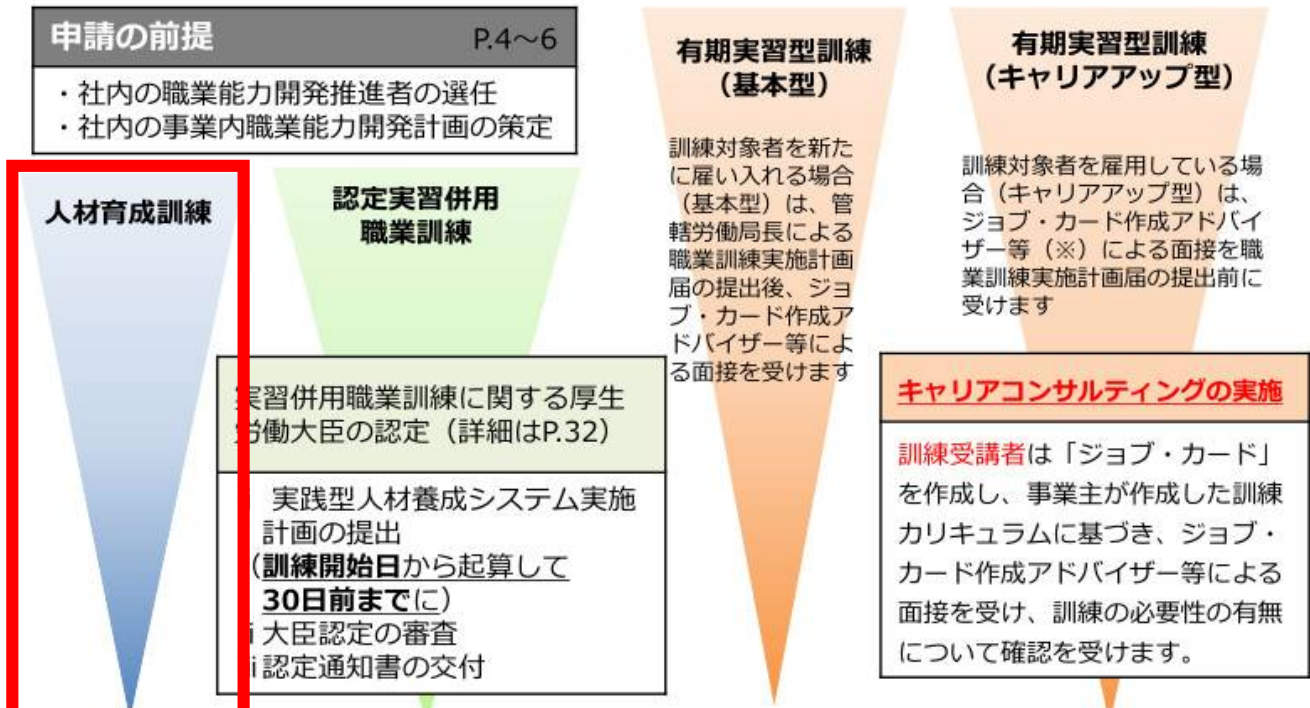 申請の前提 P.4～6
・社内の職業能力開発推進者の選任
・社内の事業内職業能力開発計画の策定
人材育成訓練
認定実習併用
職業訓練
実習併用職業訓練に関する厚生
労働大臣の認定（詳細はP.32）
実践型人材養成システム実施
計画の提出
（訓練開始日から起算して
30日前までに）
i 大臣認定の審査
i 認定通知書の交付
有期実習型訓練
（基本型）
訓練対象者を新た
に雇い入れる場合
（基本型）は、管
轄労働局長による
職業訓練実施計画
届の提出後、ジョ
ブ・カード作成ア
ドバイザー等によ
る面接を受けます
有期実習型訓練
（キャリアアップ型）
訓練対象者を雇用している場
合（キャリアアップ型）は、
ジョブ・カード作成アドバイ
ザー等（※）による面接を職
業訓練実施計画届の提出前に
受けます
キャリアコンサルティングの実施
訓練受講者は「ジョブ・カード」
を作成し、事業主が作成した訓練
カリキュラムに基づき、ジョブ・
カード作成アドバイザー等による
面接を受け、訓練の必要性の有無
について確認を受けます。